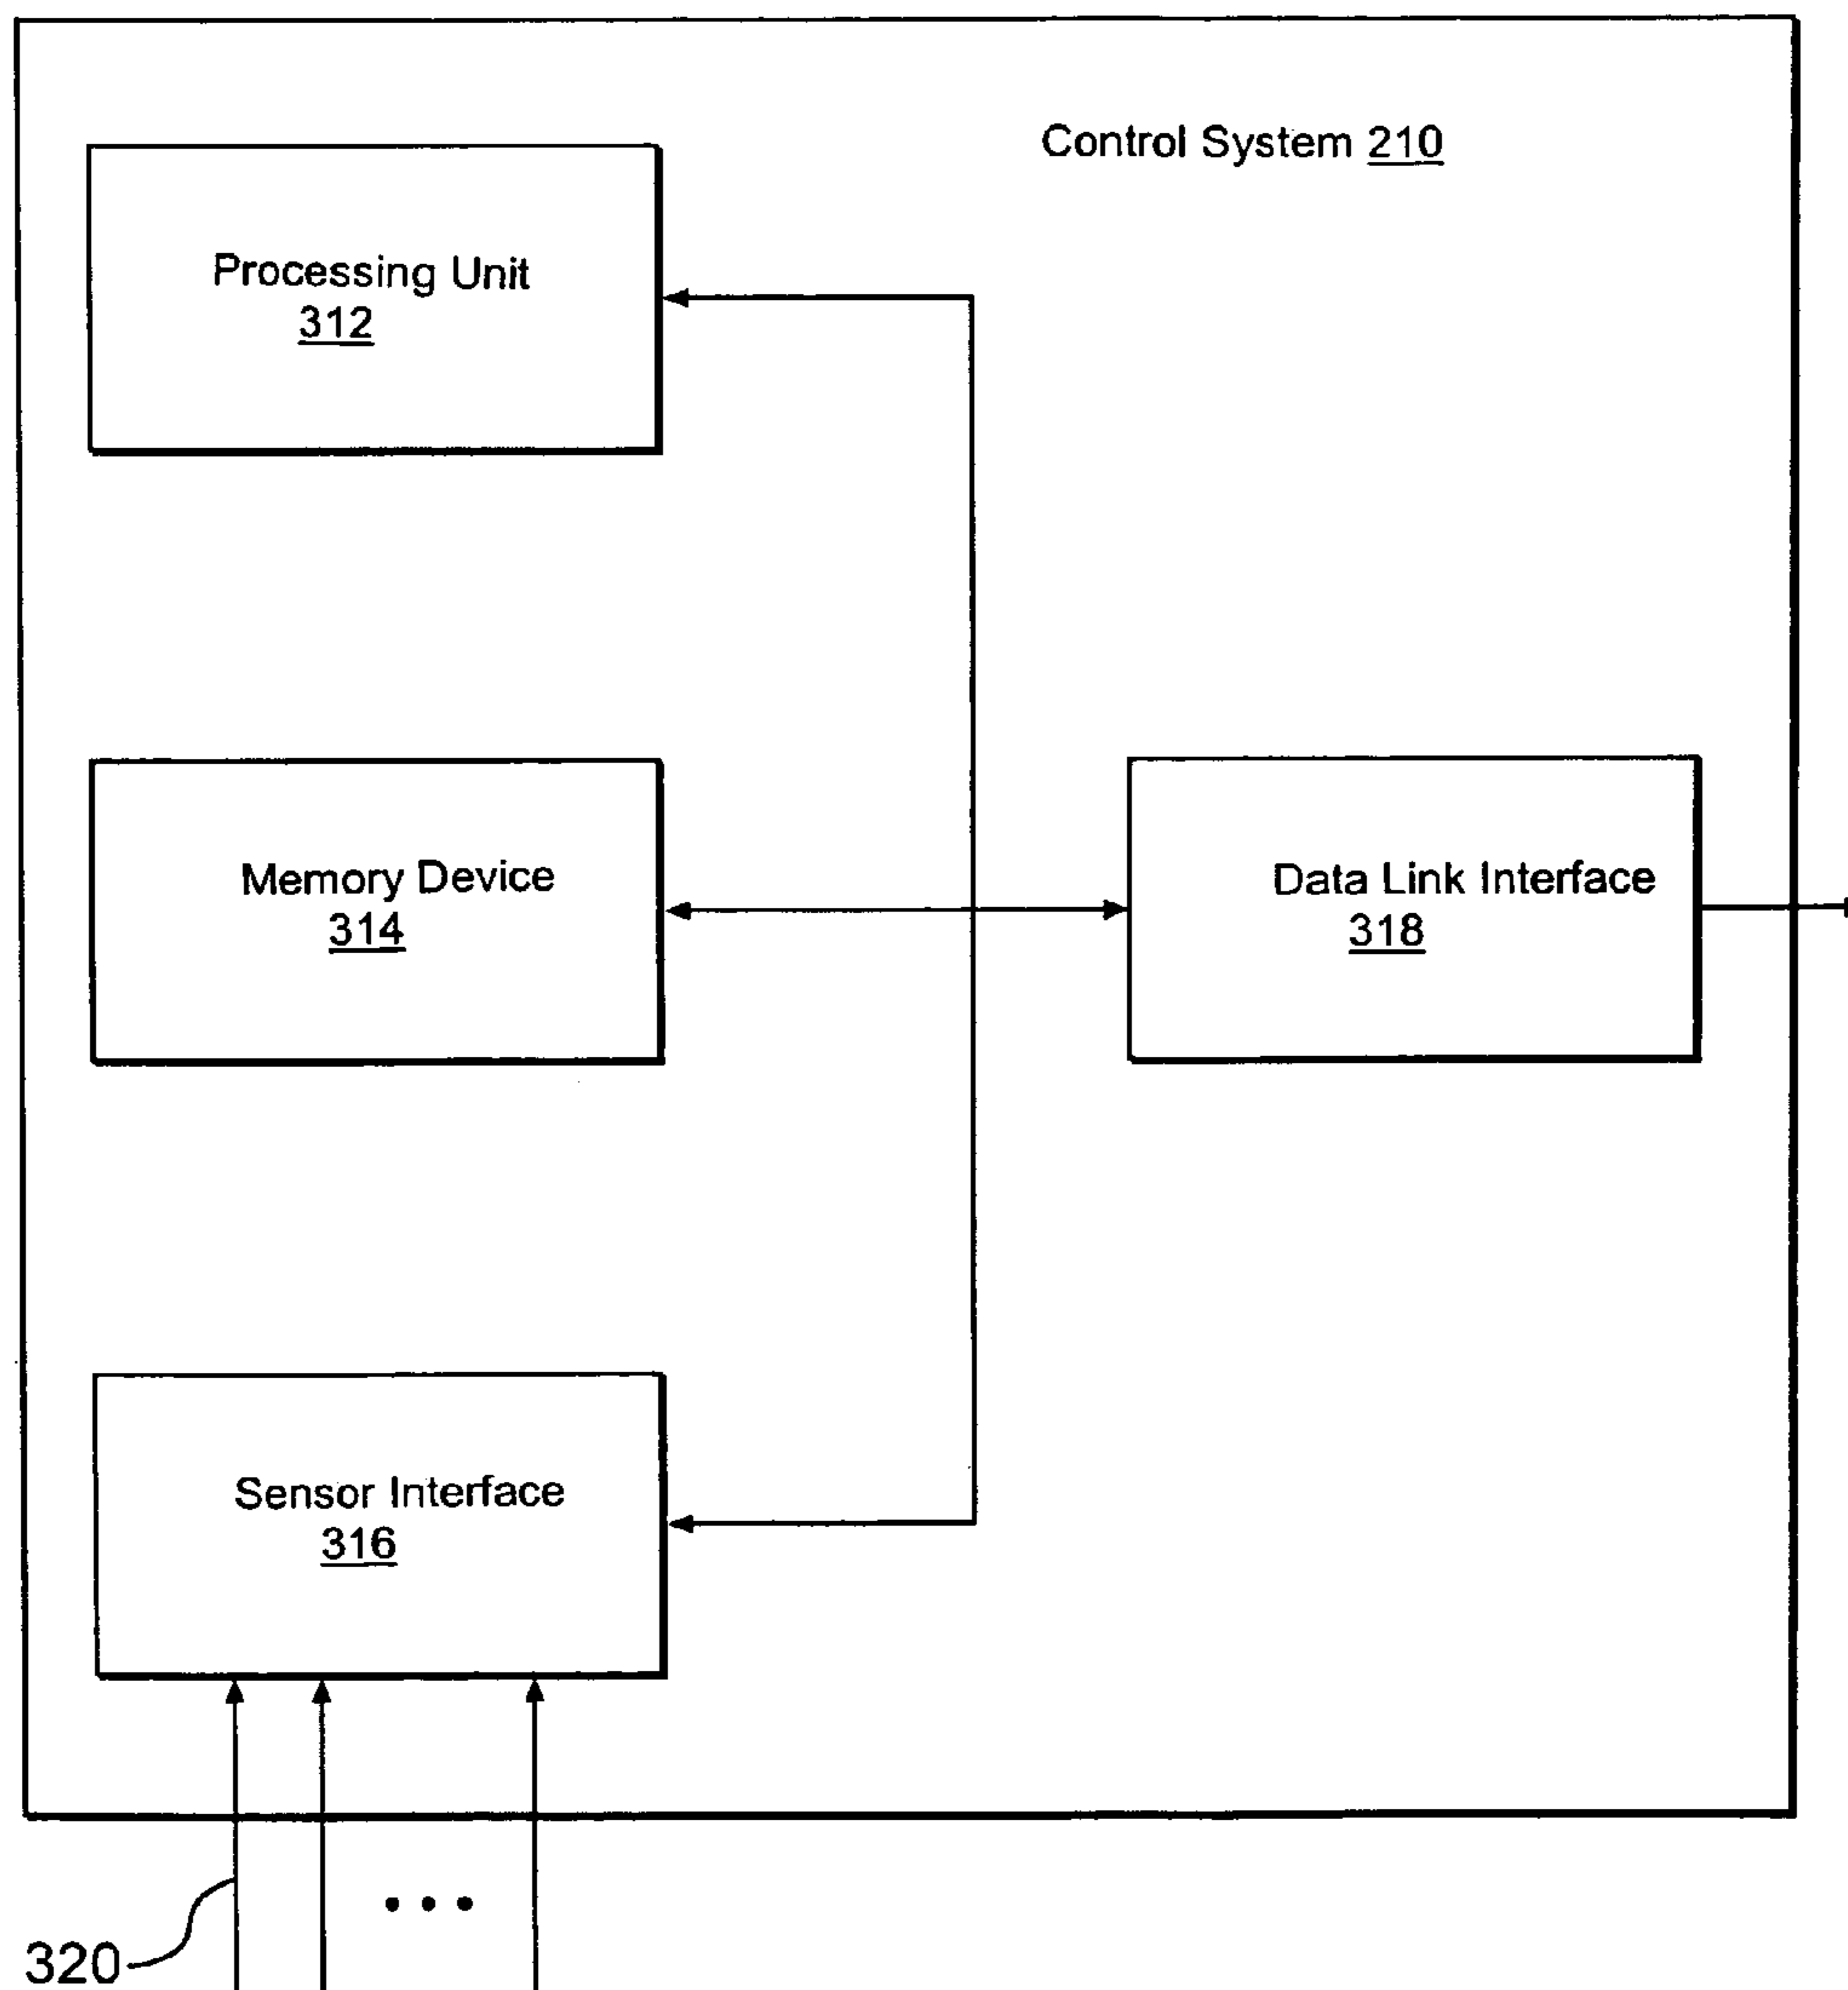 Control System 210
Processing Unit
312
Memory Device
314
Data Link Interface
318
Sensor Interface
316
320